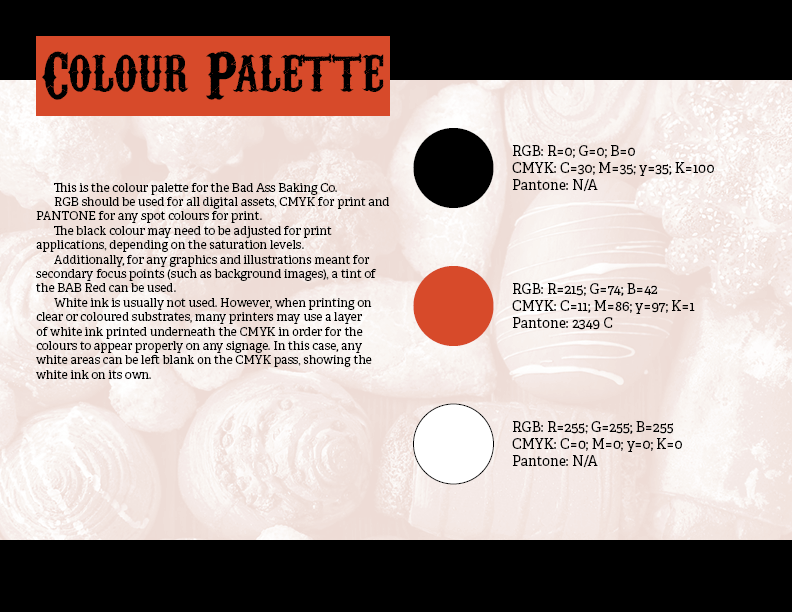 Colour Palette
This is the colour palette for the Bad Ass Baking Co.
RGB should be used for all digital assets, CMYK for print and
PANTONE for any spot colours for print.
The black colour may need to be adjusted for print
applications, depending on the saturation levels.
Additionally, for any graphics and illustrations meant for
secondary focus points (such as background images), a tint of
the BAB Red can be used.
White ink is usually not used. However, when printing on
clear or coloured substrates, many printers may use a layer
of white ink printed underneath the CMYK in order for the
colours to appear properly on any signage. In this case, any
white areas can be left blank on the CMYK pass, showing the
white ink on its own.
RGB: R=0; G=0; B=0
CMYK: C=30; M=35; y=35; K=100
Pantone: N/A
RGB: R=215; G=74; B=42
CMYK: C=11; M=86; y=97; K=1
Pantone: 2349 C
RGB: R=255; G=255; B=255
CMYK: C=0; M=0; y=0; K=0
Pantone: N/A